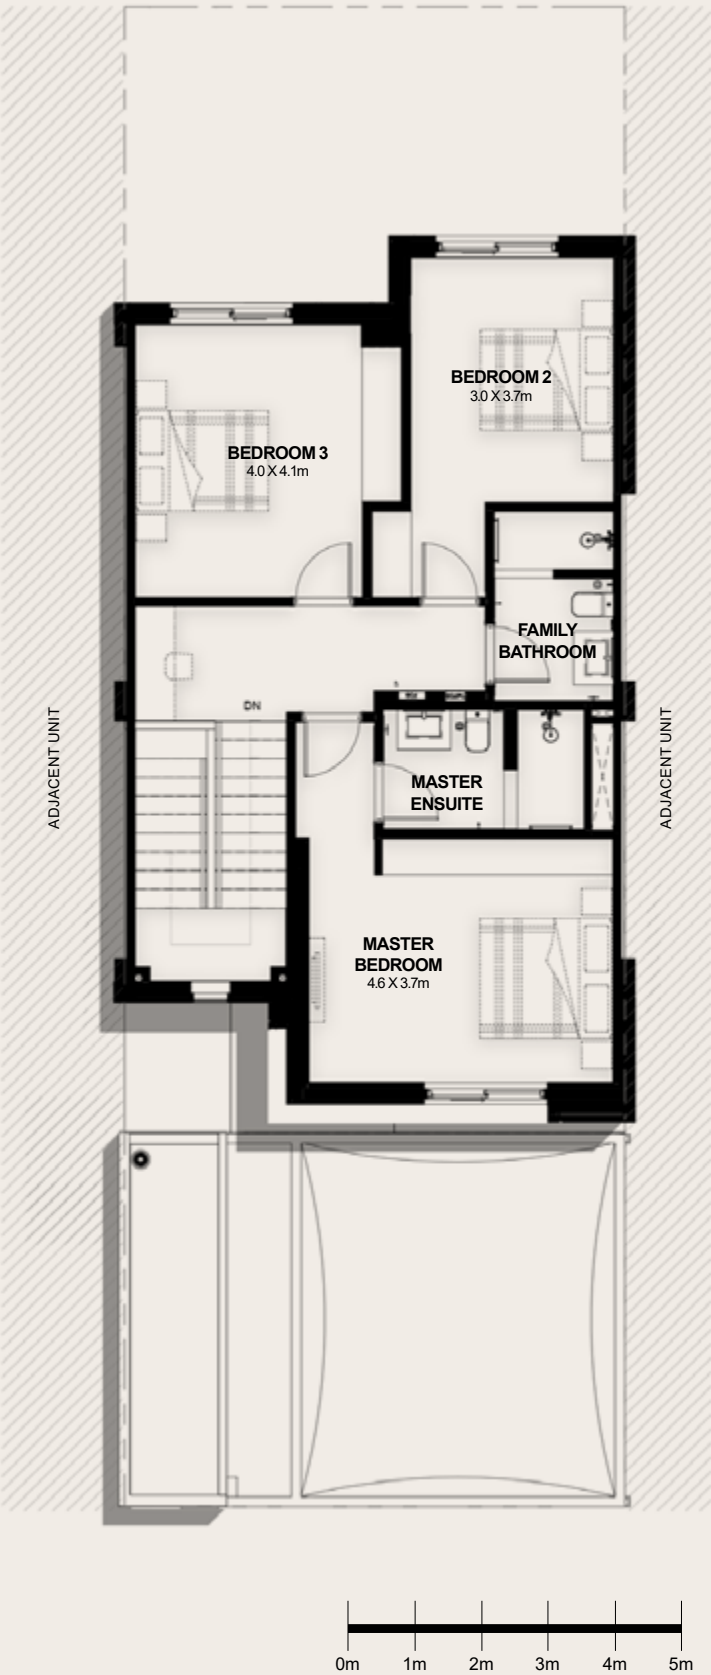 BEDROOM 2
3.0 X 3.7m
BEDROOM 3
4.0 X 4.1m
FAMILY
BATHROOM
DN
ADJACENT UNIT
ADJACENT UNIT
MASTER
ENSUITE
MASTER
BEDROOM
4.6 X 3.7m
0m 1m 2m 3m 4m 5m